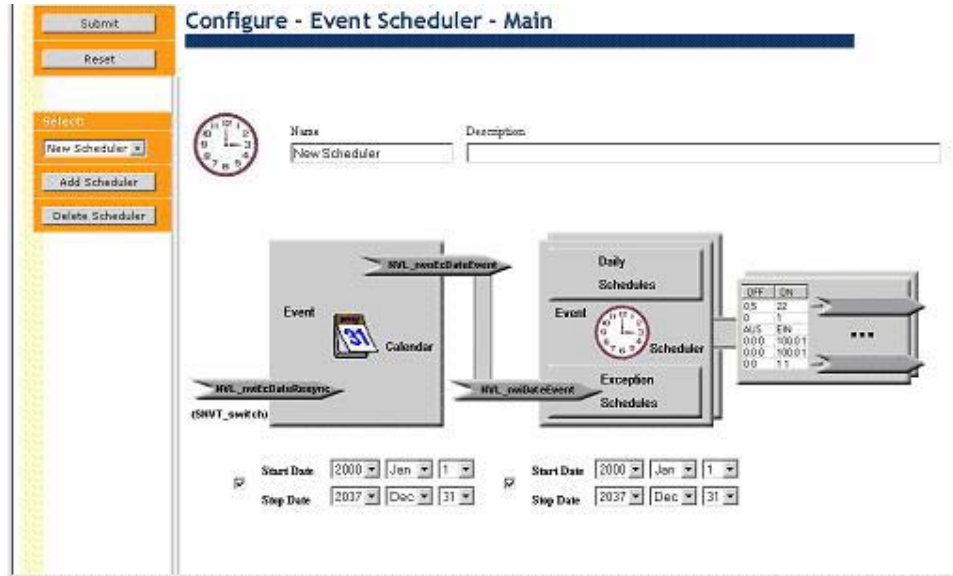 Submit
Configure - Event Scheduler - Main
Reset
Select:
New Scheduler
Add Scheduler
Delete Scheduler
Name
Description
New Scheduler
NVL_nvoEcDateEvent
Event
Calendar
NVL_nviEcDateResync
(SNVT_switch)
Daily
Schedules
Event
Scheduler
NVL_nviDateEvent
Exception
Schedules
OFF ON
0,5 22
0 1
AUS EIN
0.0 0 100.0 1
0.0 0 100.0 1
0 0 1 1
...
Start Date 2000 Jan 1
Stop Date 2037 Dec 31
Start Date 2000 Jan 1
Stop Date 2037 Dec 31